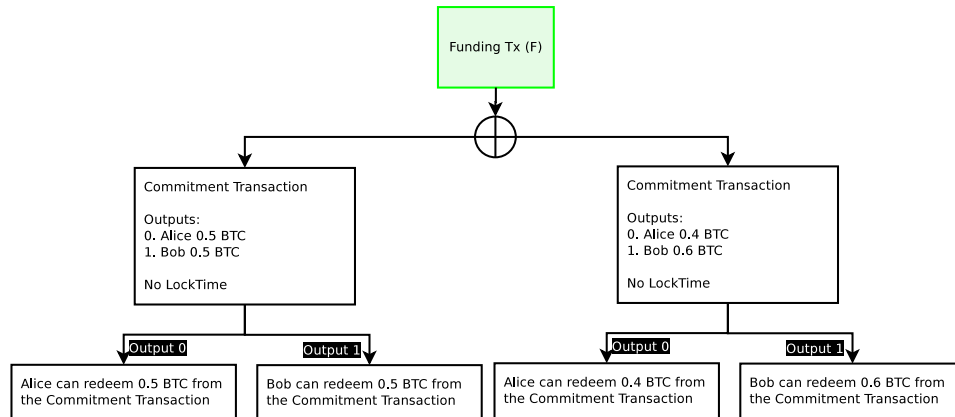 Funding Tx (F)
Commitment Transaction
Outputs:
0. Alice 0.5 BTC
1. Bob 0.5 BTC
No LockTime
Output 0
Output 1
Alice can redeem 0.5 BTC from
the Commitment Transaction
Bob can redeem 0.5 BTC from
the Commitment Transaction
Commitment Transaction
Outputs:
0. Alice 0.4 BTC
1. Bob 0.6 BTC
No LockTime
Output 0
Output 1
Alice can redeem 0.4 BTC from
the Commitment Transaction
Bob can redeem 0.6 BTC from
the Commitment Transaction